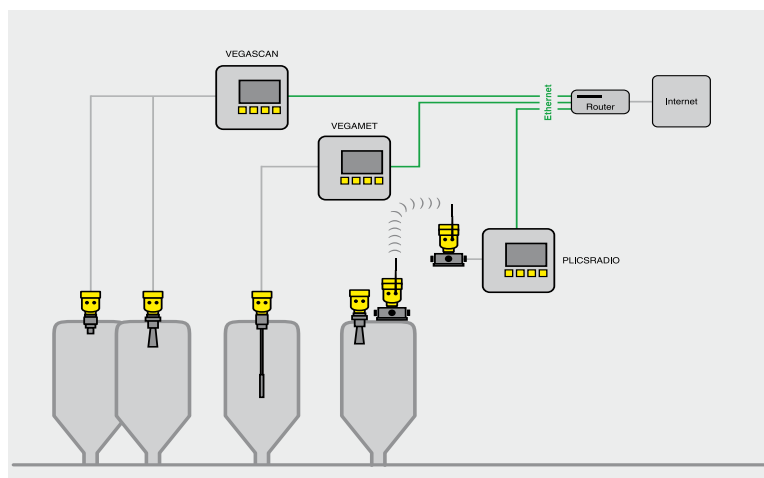 VEGASCAN
Ethernet
Router
Internet
VEGAMET
PLICSRADIO